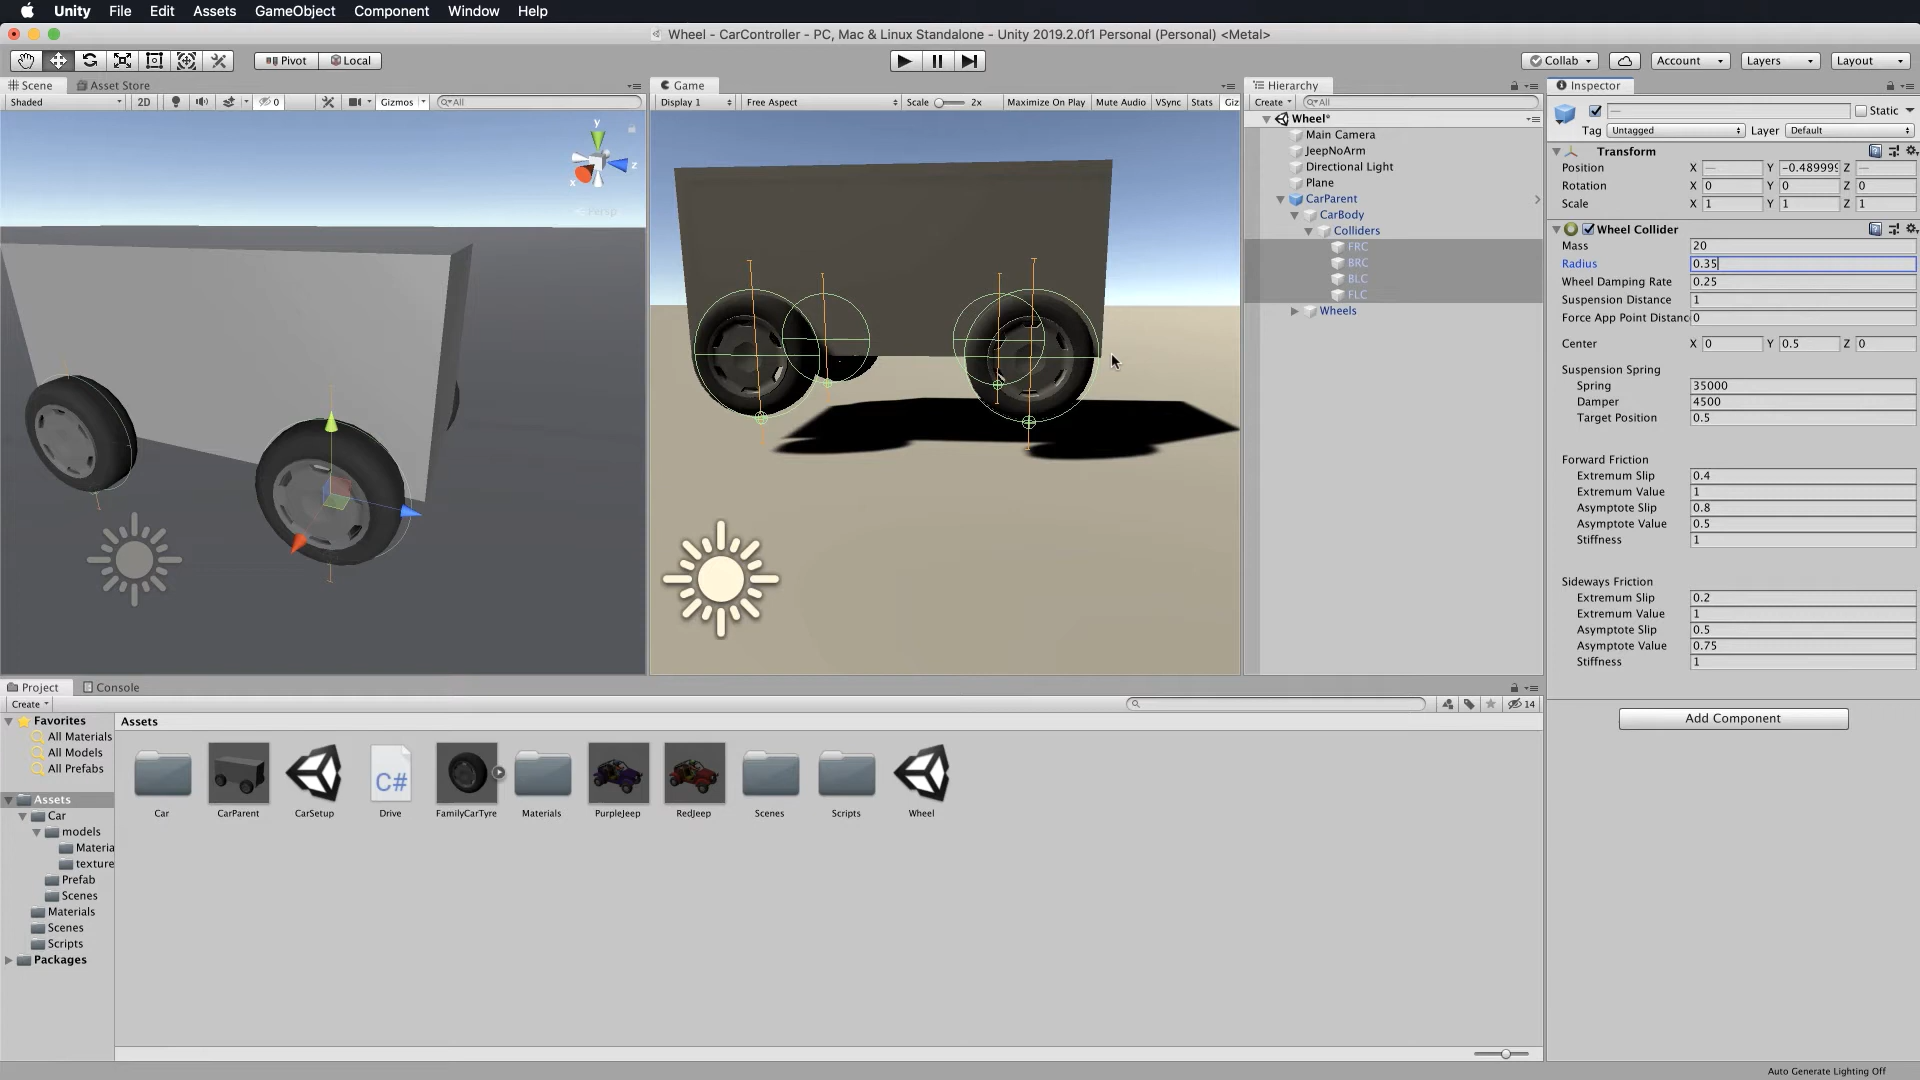 Unity File Edit Assets GameObject Component Window Help
Wheel - CarController - PC, Mac & Linux Standalone - Unity 2019.2.0f1 Personal (Personal) <Metal>
Pivot Local Collab Account Layers Layout
Scene Asset Store Game Hierarchy Inspector
Shaded 2D 0 Gizmos All
Display 1 Free Aspect Scale 2x Maximize On Play Mute Audio VSync Stats Giz
Create All
Wheel*
Main Camera
JeepNoArm
Directional Light
Plane
CarParent
CarBody
Colliders
FRC
BRC
BLC
FLC
Wheels
y
x
z
Persp
— Static
Tag Untagged Layer Default
Transform
Position X — Y -0.489999 Z —
Rotation X 0 Y 0 Z 0
Scale X 1 Y 1 Z 1
Wheel Collider
Mass 20
Radius 0.35
Wheel Damping Rate 0.25
Suspension Distance 1
Force App Point Distanc 0
Center X 0 Y 0.5 Z 0
Suspension Spring
Spring 35000
Damper 4500
Target Position 0.5
Forward Friction
Extremum Slip 0.4
Extremum Value 1
Asymptote Slip 0.8
Asymptote Value 0.5
Stiffness 1
Sideways Friction
Extremum Slip 0.2
Extremum Value 1
Asymptote Slip 0.5
Asymptote Value 0.75
Stiffness 1
Add Component
Project Console
Create 14
Favorites
All Materials
All Models
All Prefabs
Assets
Car
models
Materia
texture
Prefab
Scenes
Materials
Scenes
Scripts
Packages
Assets
C#
Car CarParent CarSetup Drive FamilyCarTyre Materials PurpleJeep RedJeep Scenes Scripts Wheel
Auto Generate Lighting Off